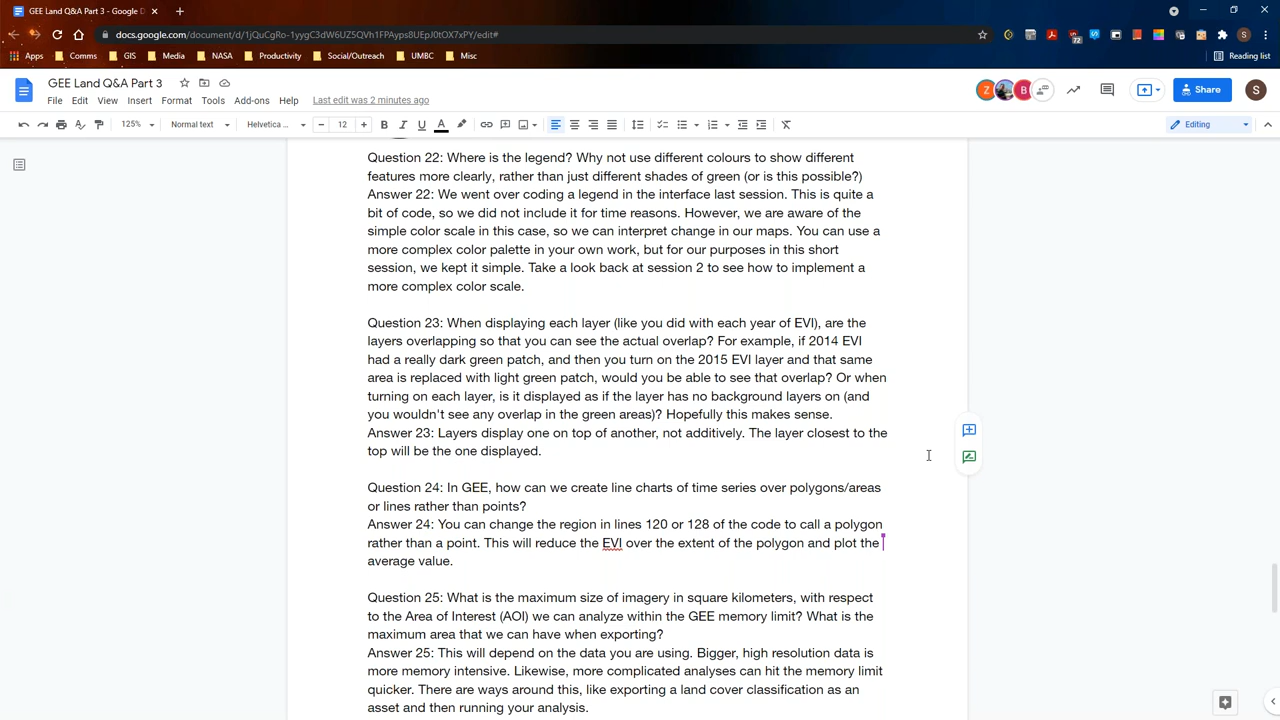 GEE Land Q&A Part 3 - Google D
docs.google.com/document/d/1jQuCgRo-1yygC3dW6UZ5QVh1FPAyps8UEpJ0tOX7xPY/edit#
Apps Comms GIS Media NASA Productivity Social/Outreach UMBC Misc Reading list
GEE Land Q&A Part 3
File Edit View Insert Format Tools Add-ons Help Last edit was 2 minutes ago
Z B Share S
125% Normal text Helvetica ... 12 B I U A Editing
Question 22: Where is the legend? Why not use different colours to show different
features more clearly, rather than just different shades of green (or is this possible?)
Answer 22: We went over coding a legend in the interface last session. This is quite a
bit of code, so we did not include it for time reasons. However, we are aware of the
simple color scale in this case, so we can interpret change in our maps. You can use a
more complex color palette in your own work, but for our purposes in this short
session, we kept it simple. Take a look back at session 2 to see how to implement a
more complex color scale.
Question 23: When displaying each layer (like you did with each year of EVI), are the
layers overlapping so that you can see the actual overlap? For example, if 2014 EVI
had a really dark green patch, and then you turn on the 2015 EVI layer and that same
area is replaced with light green patch, would you be able to see that overlap? Or when
turning on each layer, is it displayed as if the layer has no background layers on (and
you wouldn't see any overlap in the green areas)? Hopefully this makes sense.
Answer 23: Layers display one on top of another, not additively. The layer closest to the
top will be the one displayed.
Question 24: In GEE, how can we create line charts of time series over polygons/areas
or lines rather than points?
Answer 24: You can change the region in lines 120 or 128 of the code to call a polygon
rather than a point. This will reduce the EVI over the extent of the polygon and plot the
average value.
Question 25: What is the maximum size of imagery in square kilometers, with respect
to the Area of Interest (AOI) we can analyze within the GEE memory limit? What is the
maximum area that we can have when exporting?
Answer 25: This will depend on the data you are using. Bigger, high resolution data is
more memory intensive. Likewise, more complicated analyses can hit the memory limit
quicker. There are ways around this, like exporting a land cover classification as an
asset and then running your analysis.